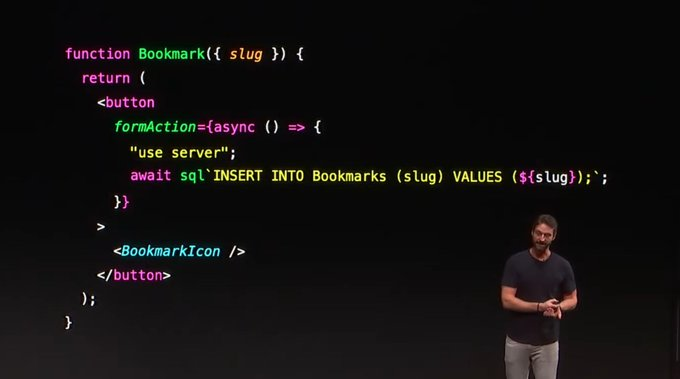 function Bookmark({ slug }) {
return (
<button
formAction={async () => {
"use server";
await sql`INSERT INTO Bookmarks (slug) VALUES (${slug});`;
}}
>
<BookmarkIcon />
</button>
);
}